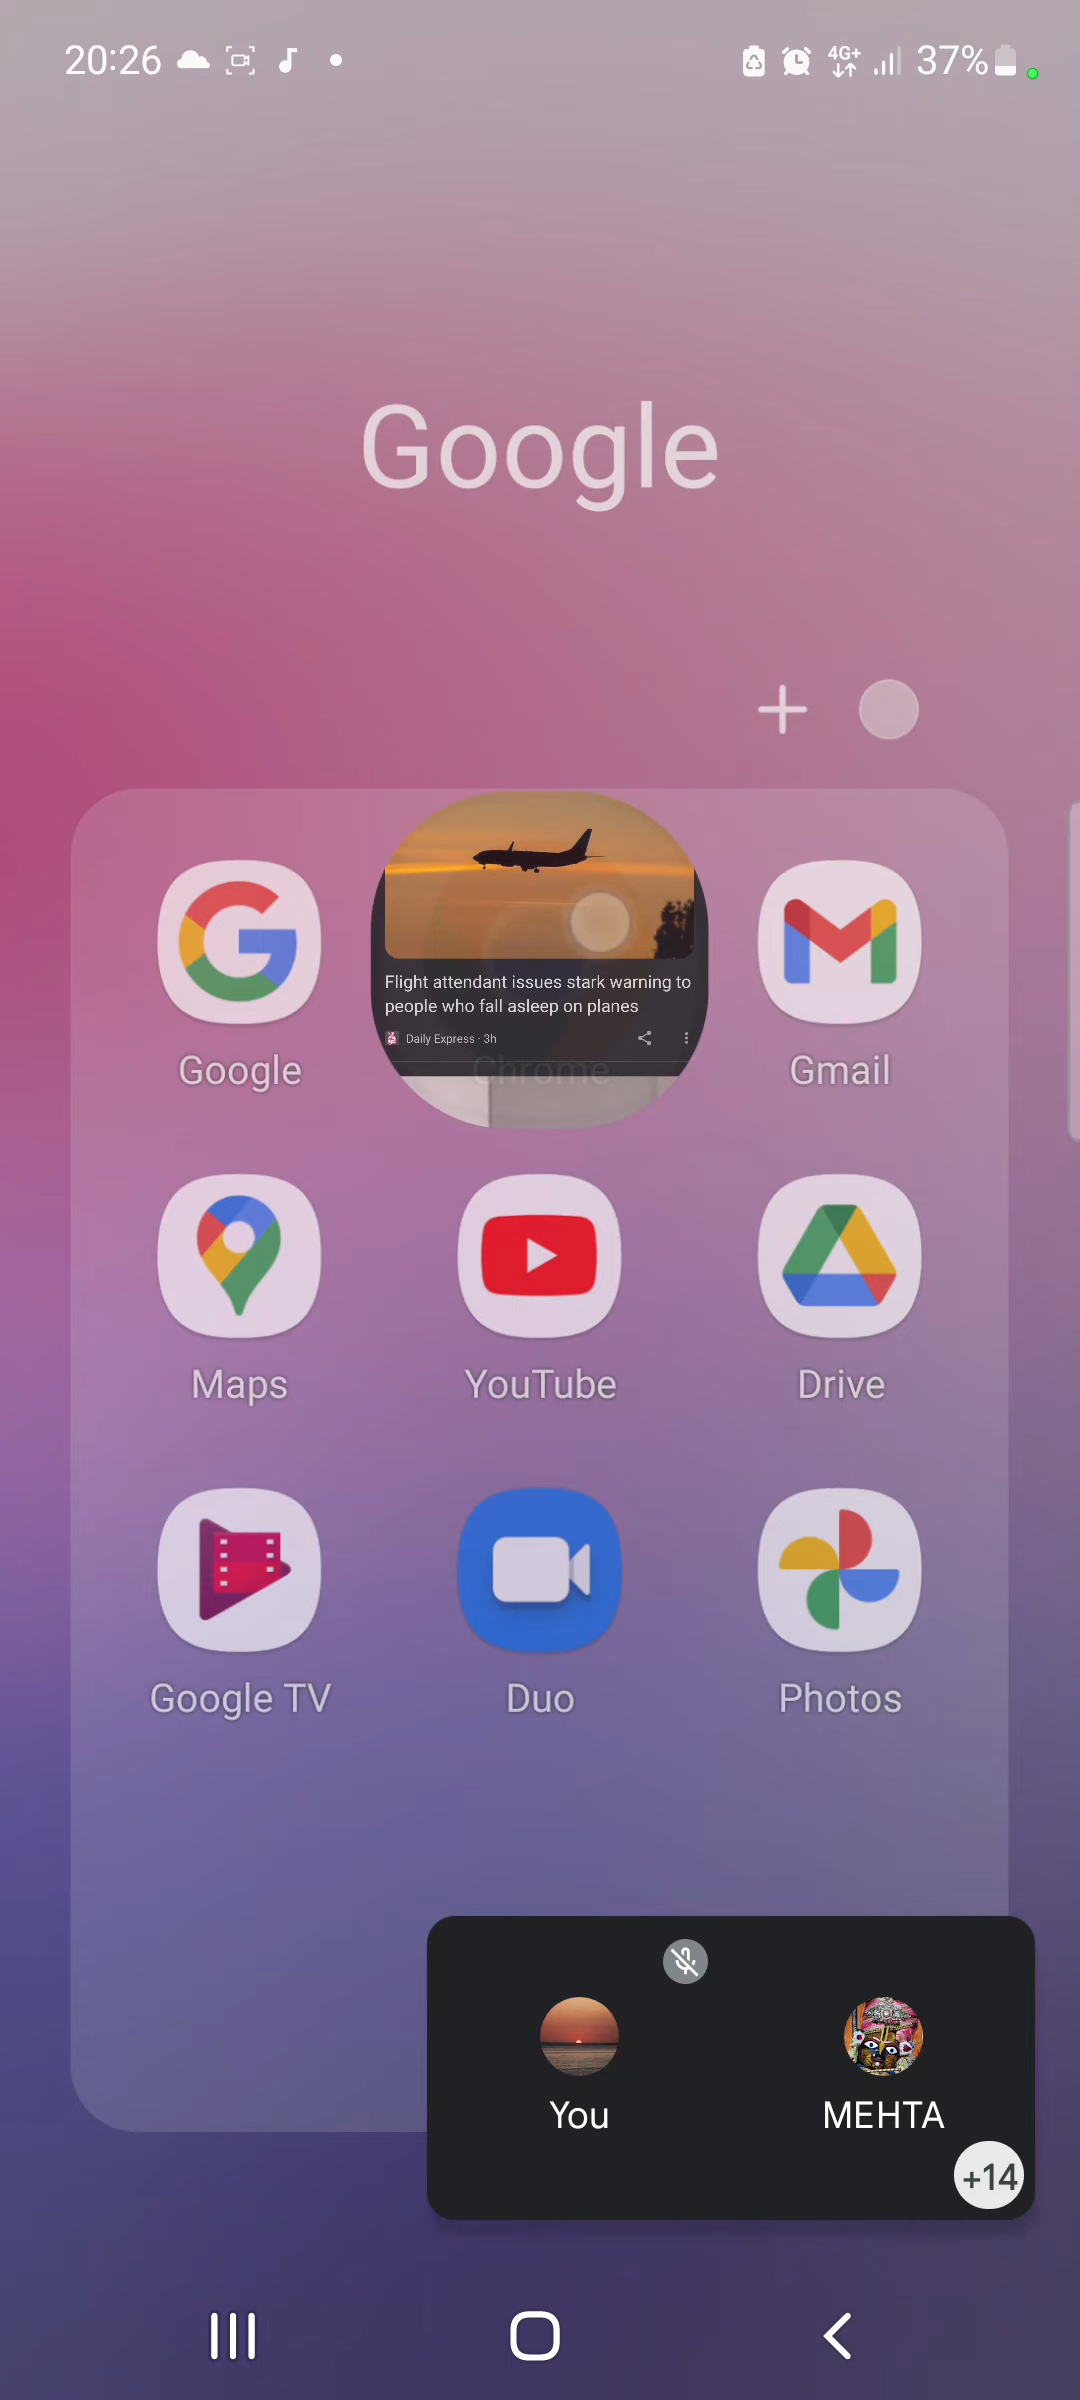 20:26
4G+
37%
Google
Flight attendant issues stark warning to
people who fall asleep on planes
Daily Express · 3h
Google
Chrome
Gmail
Maps
YouTube
Drive
Google TV
Duo
Photos
You
MEHTA
+14